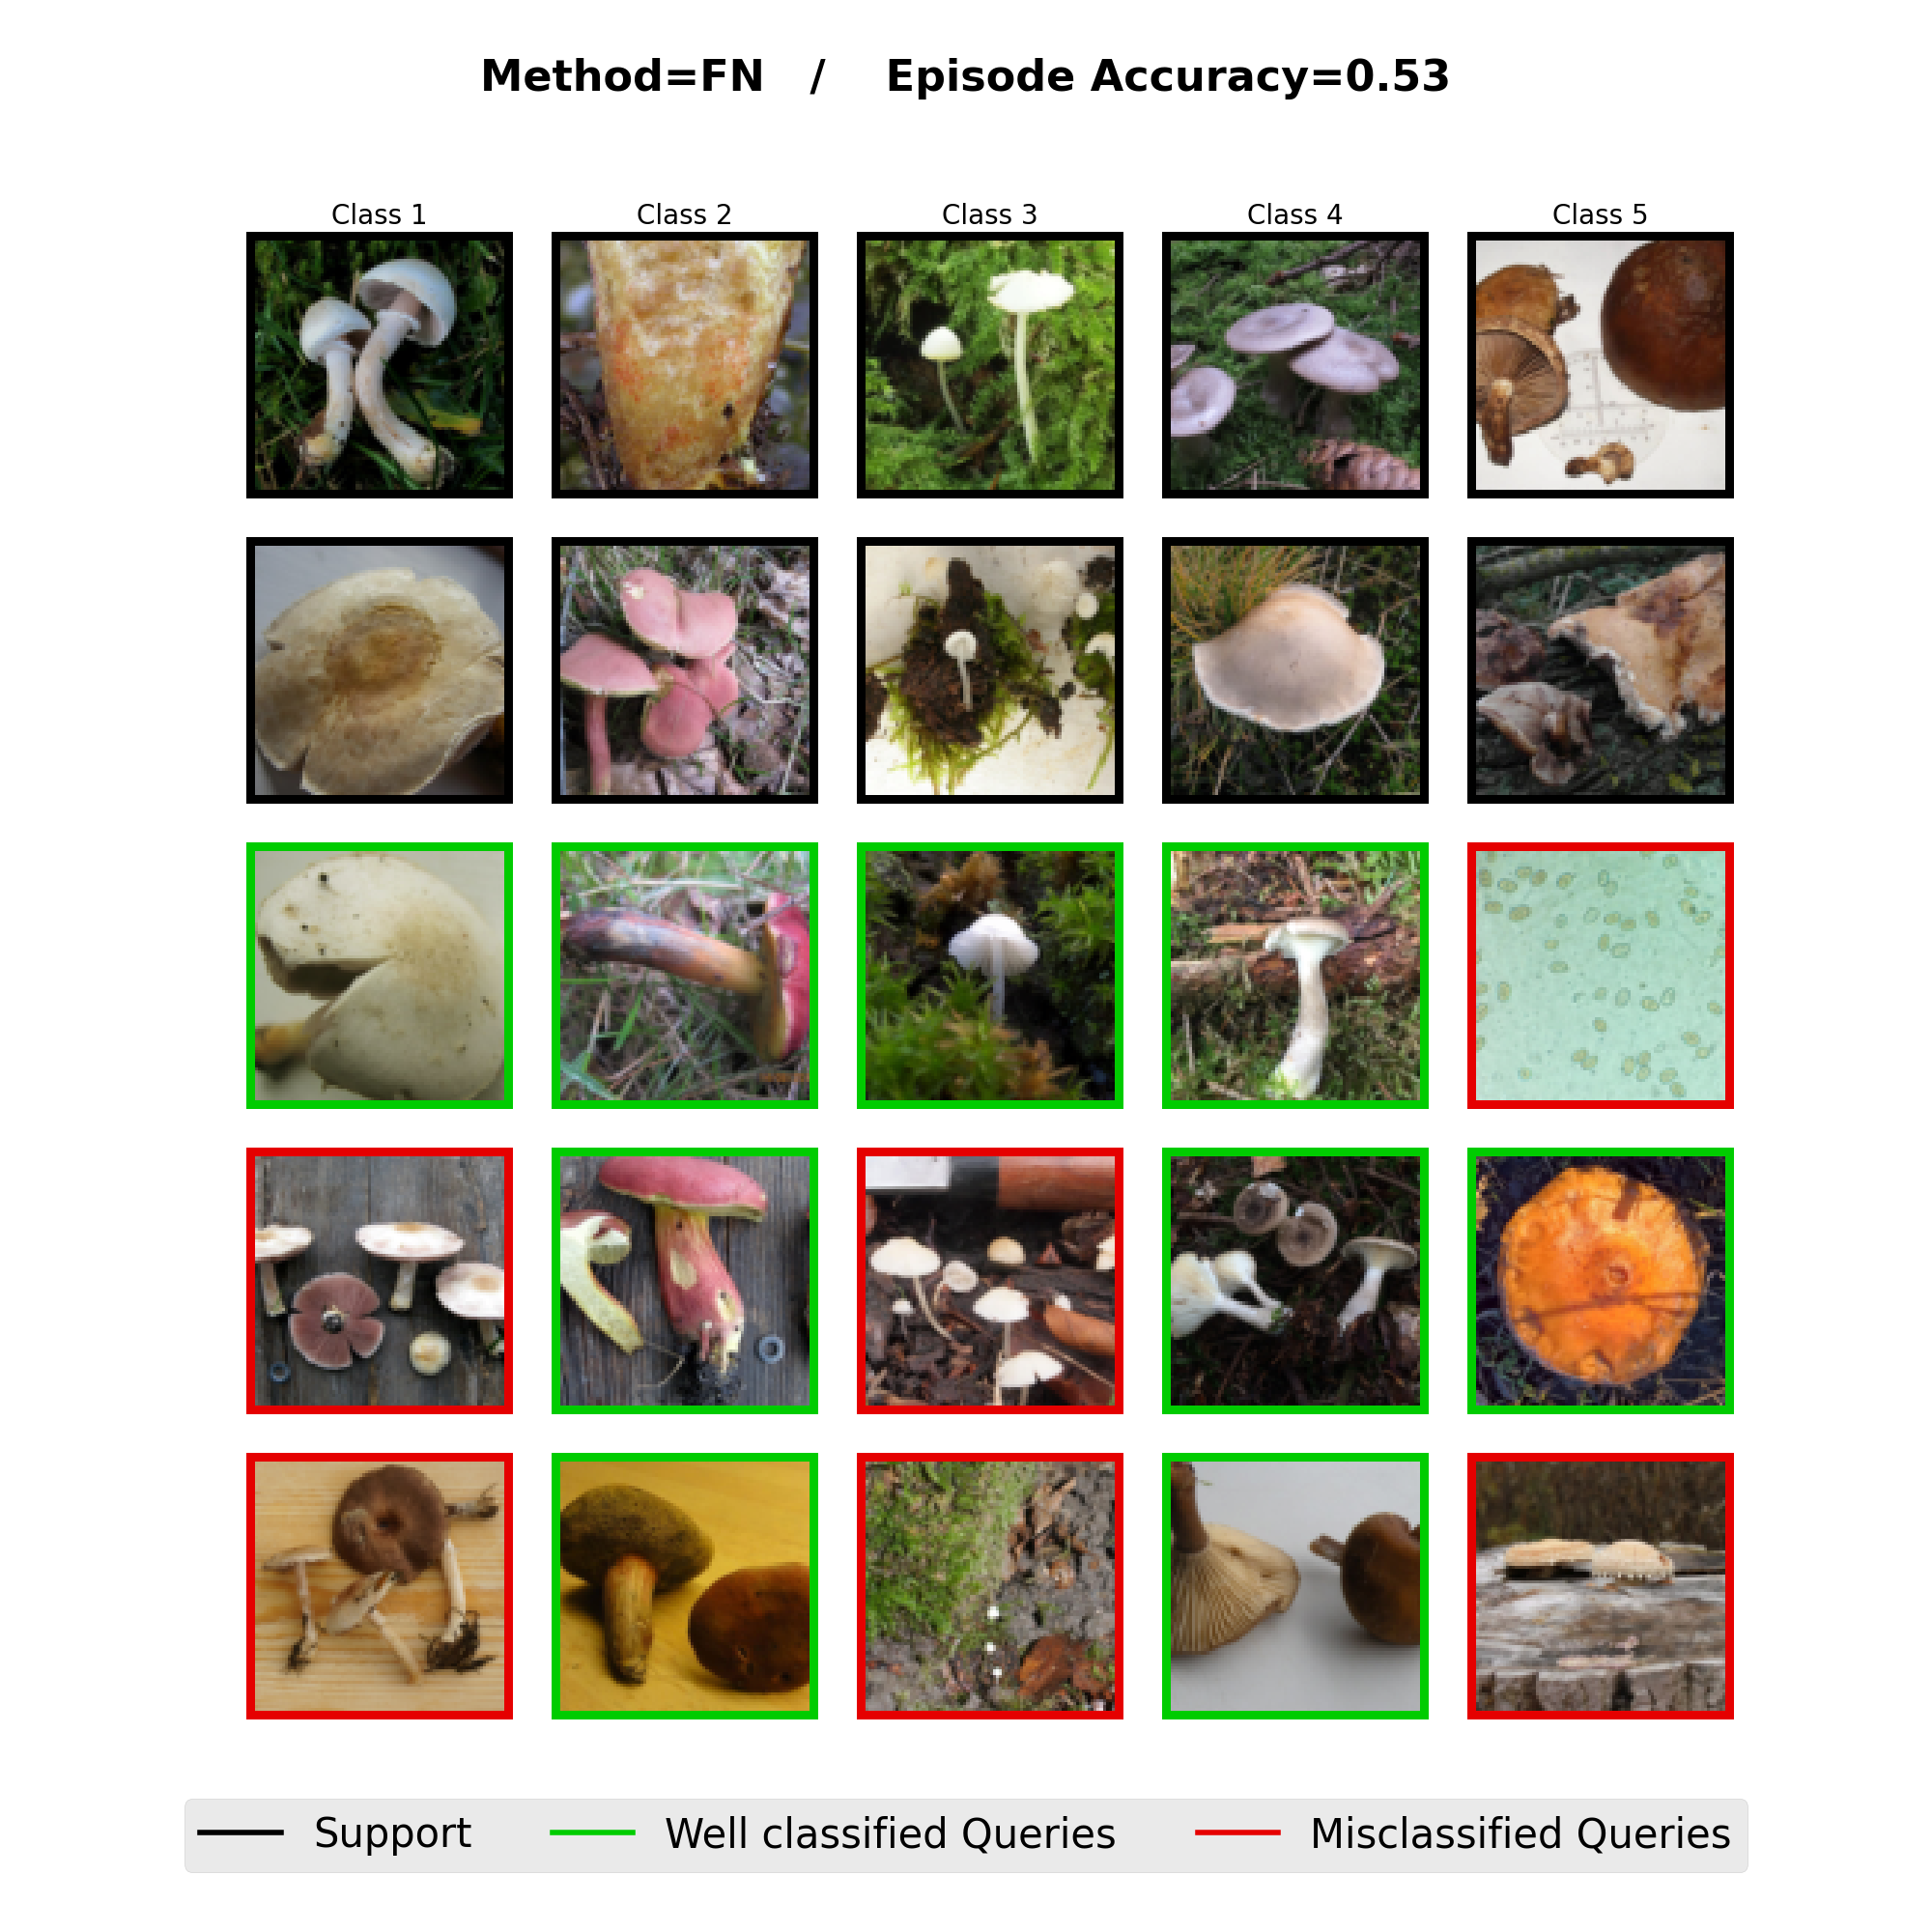 Method=FN / Episode Accuracy=0.53
Class 1 Class 2 Class 3 Class 4 Class 5
Support Well classified Queries Misclassified Queries